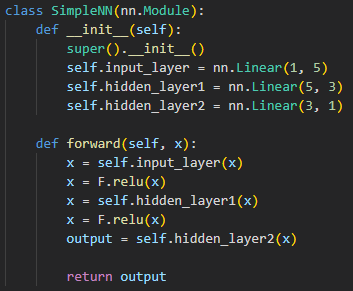 class SimpleNN(nn.Module):
    def __init__(self):
        super().__init__()
        self.input_layer = nn.Linear(1, 5)
        self.hidden_layer1 = nn.Linear(5, 3)
        self.hidden_layer2 = nn.Linear(3, 1)

    def forward(self, x):
        x = self.input_layer(x)
        x = F.relu(x)
        x = self.hidden_layer1(x)
        x = F.relu(x)
        output = self.hidden_layer2(x)

        return output